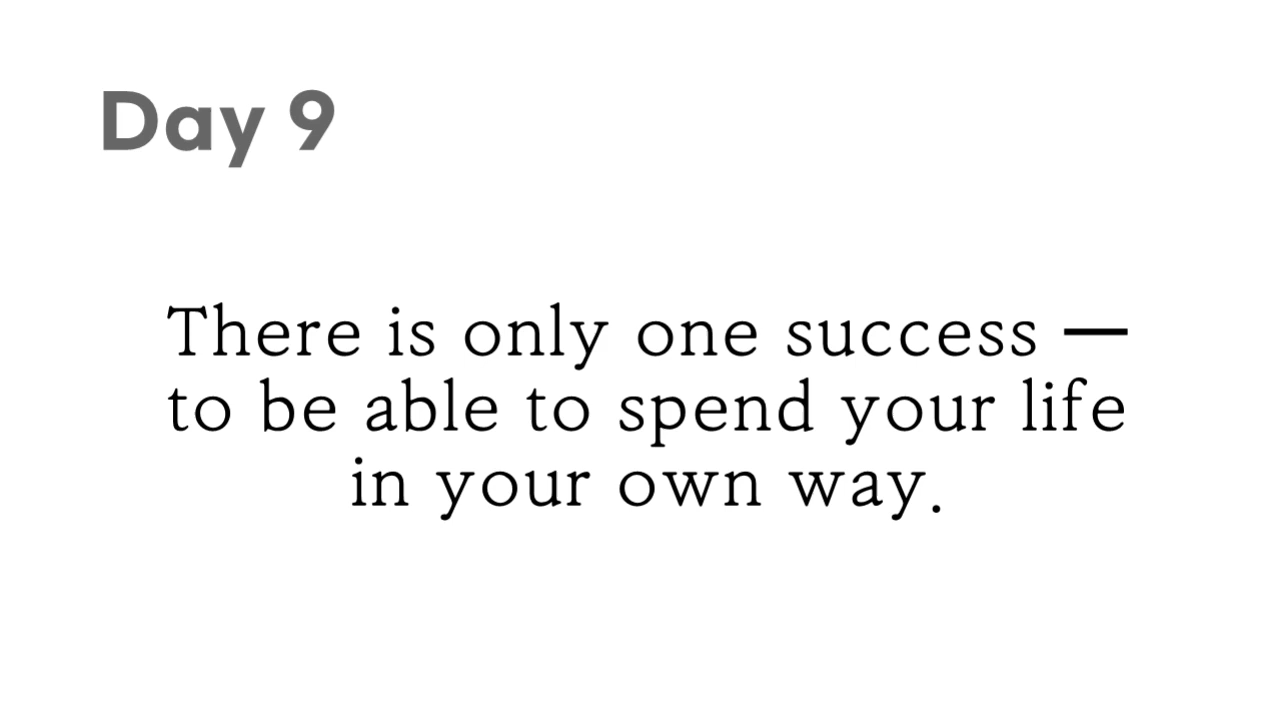 Day 9
There is only one success —
to be able to spend your life
in your own way.